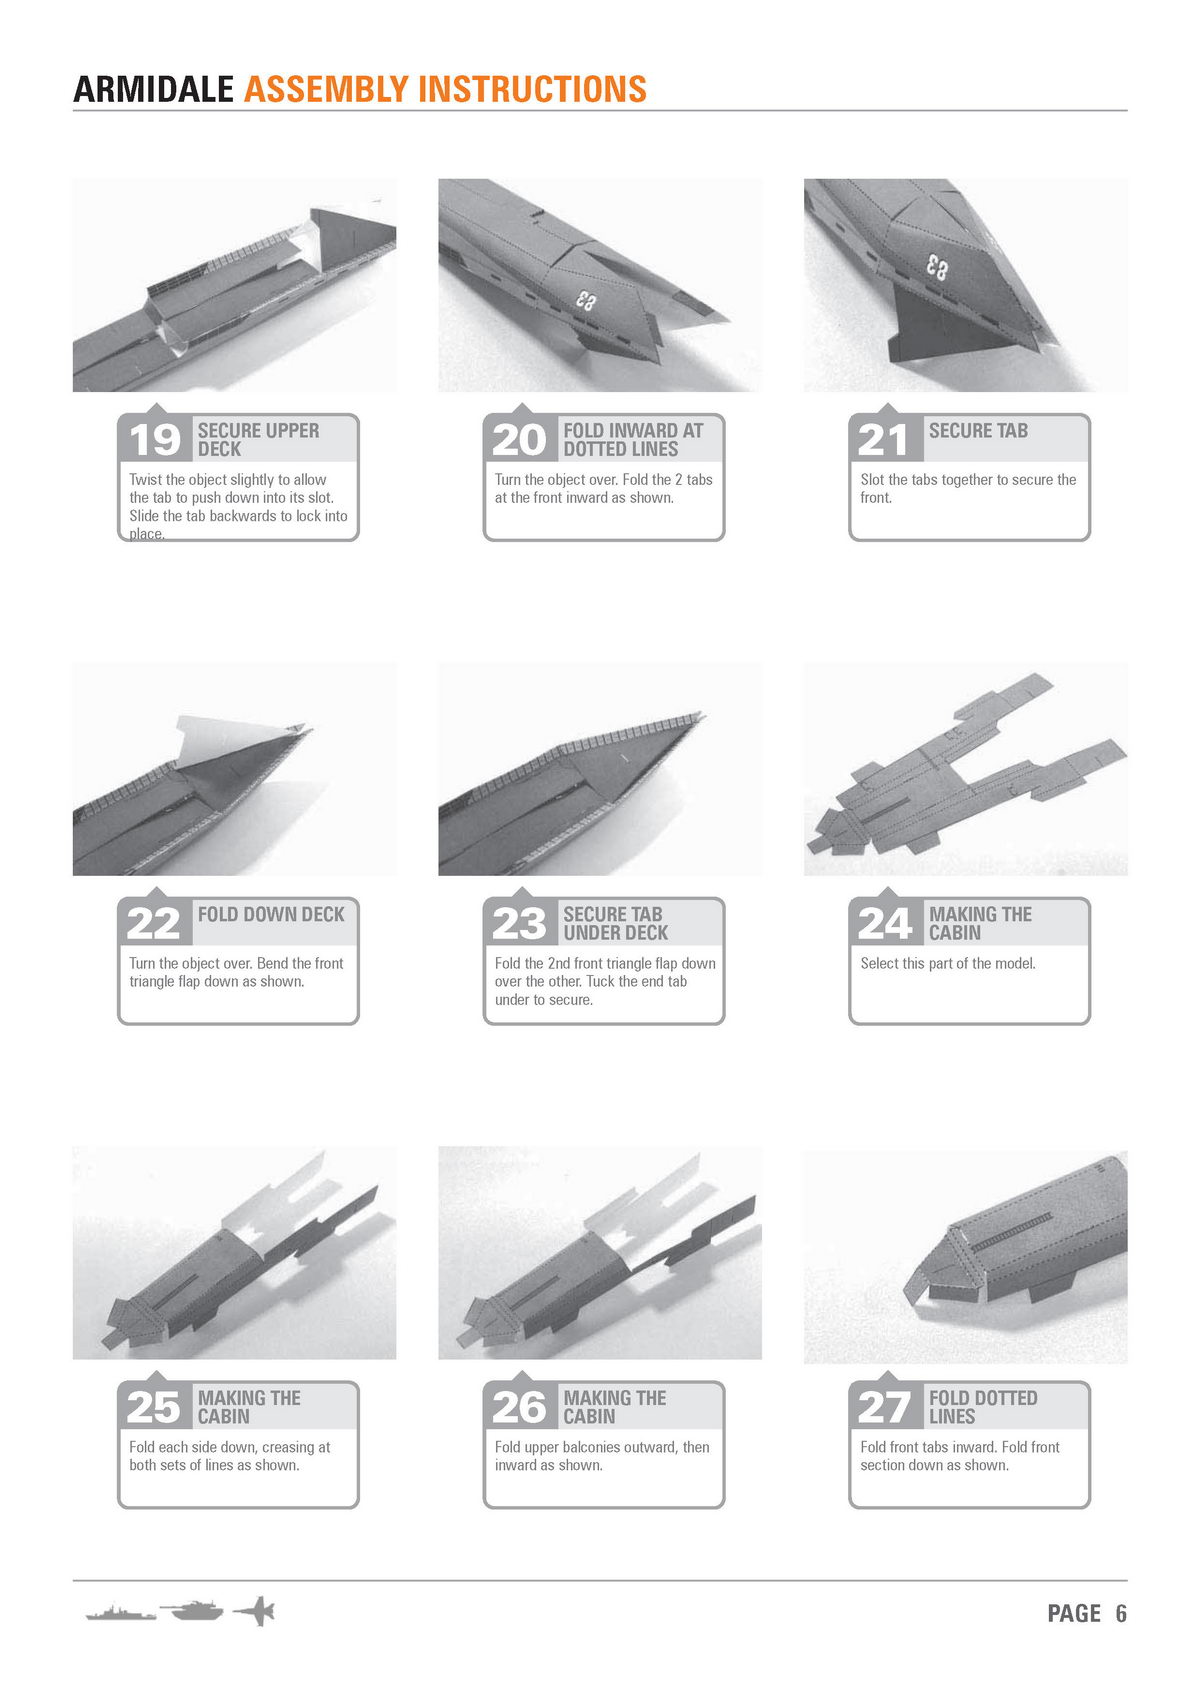 ARMIDALE ASSEMBLY INSTRUCTIONS
83
83
19
SECURE UPPER
DECK
Twist the object slightly to allow
the tab to push down into its slot.
Slide the tab backwards to lock into
place.
20
FOLD INWARD AT
DOTTED LINES
Turn the object over. Fold the 2 tabs
at the front inward as shown.
21
SECURE TAB
Slot the tabs together to secure the
front.
22
FOLD DOWN DECK
Turn the object over. Bend the front
triangle flap down as shown.
23
SECURE TAB
UNDER DECK
Fold the 2nd front triangle flap down
over the other. Tuck the end tab
under to secure.
24
MAKING THE
CABIN
Select this part of the model.
25
MAKING THE
CABIN
Fold each side down, creasing at
both sets of lines as shown.
26
MAKING THE
CABIN
Fold upper balconies outward, then
inward as shown.
27
FOLD DOTTED
LINES
Fold front tabs inward. Fold front
section down as shown.
PAGE 6